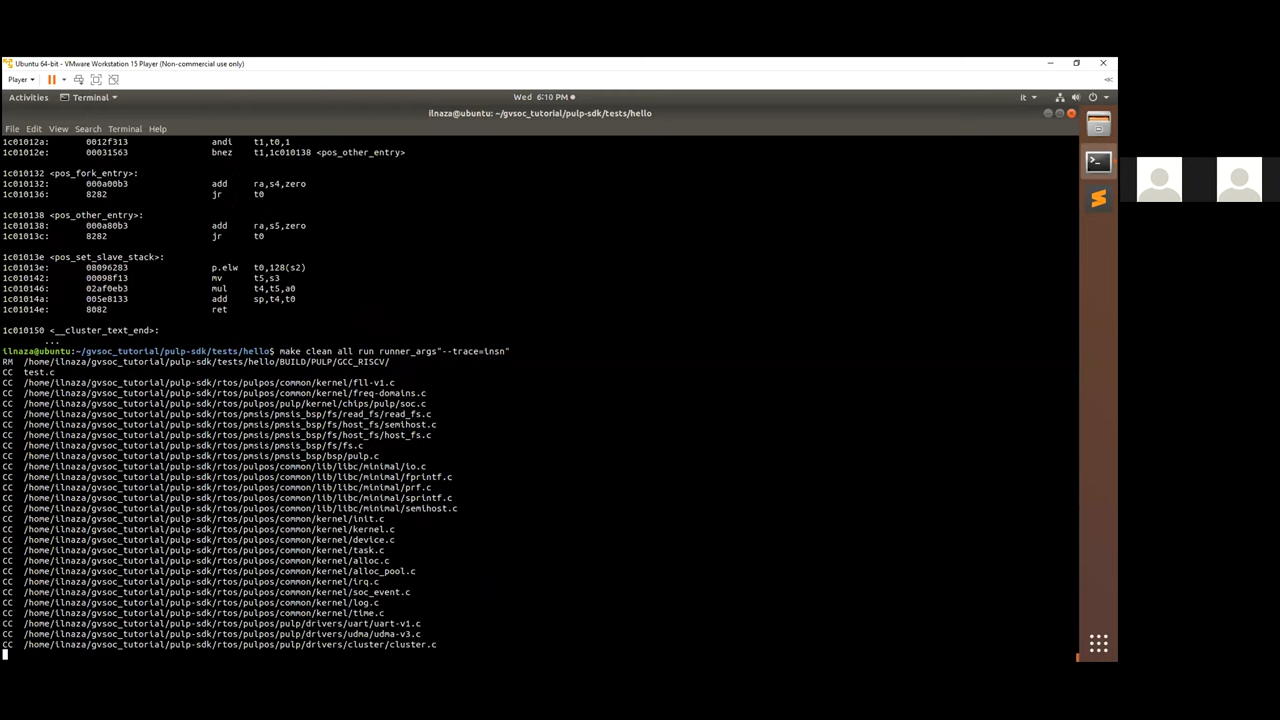 Ubuntu 64-bit - VMware Workstation 15 Player (Non-commercial use only)
Player
Activities Terminal Wed 6:10 PM it
ilnaza@ubuntu: ~/gvsoc_tutorial/pulp-sdk/tests/hello
File Edit View Search Terminal Help
1c01012a: 0012f313 andi t1,t0,1
1c01012e: 00031563 bnez t1,1c010138 <pos_other_entry>
1c010132 <pos_fork_entry>:
1c010132: 000a00b3 add ra,s4,zero
1c010136: 8282 jr t0
1c010138 <pos_other_entry>:
1c010138: 000a80b3 add ra,s5,zero
1c01013c: 8282 jr t0
1c01013e <pos_set_slave_stack>:
1c01013e: 08096283 p.elw t0,128(s2)
1c010142: 00098f13 mv t5,s3
1c010146: 02af0eb3 mul t4,t5,a0
1c01014a: 005e8133 add sp,t4,t0
1c01014e: 8082 ret
1c010150 <__cluster_text_end>:
...
ilnaza@ubuntu:~/gvsoc_tutorial/pulp-sdk/tests/hello$ make clean all run runner_args"--trace=insn"
RM /home/ilnaza/gvsoc_tutorial/pulp-sdk/tests/hello/BUILD/PULP/GCC_RISCV/
CC test.c
CC /home/ilnaza/gvsoc_tutorial/pulp-sdk/rtos/pulpos/common/kernel/fll-v1.c
CC /home/ilnaza/gvsoc_tutorial/pulp-sdk/rtos/pulpos/common/kernel/freq-domains.c
CC /home/ilnaza/gvsoc_tutorial/pulp-sdk/rtos/pulpos/pulp/kernel/chips/pulp/soc.c
CC /home/ilnaza/gvsoc_tutorial/pulp-sdk/rtos/pmsis/pmsis_bsp/fs/read_fs/read_fs.c
CC /home/ilnaza/gvsoc_tutorial/pulp-sdk/rtos/pmsis/pmsis_bsp/fs/host_fs/semihost.c
CC /home/ilnaza/gvsoc_tutorial/pulp-sdk/rtos/pmsis/pmsis_bsp/fs/host_fs/host_fs.c
CC /home/ilnaza/gvsoc_tutorial/pulp-sdk/rtos/pmsis/pmsis_bsp/fs/fs.c
CC /home/ilnaza/gvsoc_tutorial/pulp-sdk/rtos/pmsis/pmsis_bsp/bsp/pulp.c
CC /home/ilnaza/gvsoc_tutorial/pulp-sdk/rtos/pulpos/common/lib/libc/minimal/io.c
CC /home/ilnaza/gvsoc_tutorial/pulp-sdk/rtos/pulpos/common/lib/libc/minimal/fprintf.c
CC /home/ilnaza/gvsoc_tutorial/pulp-sdk/rtos/pulpos/common/lib/libc/minimal/prf.c
CC /home/ilnaza/gvsoc_tutorial/pulp-sdk/rtos/pulpos/common/lib/libc/minimal/sprintf.c
CC /home/ilnaza/gvsoc_tutorial/pulp-sdk/rtos/pulpos/common/lib/libc/minimal/semihost.c
CC /home/ilnaza/gvsoc_tutorial/pulp-sdk/rtos/pulpos/common/kernel/init.c
CC /home/ilnaza/gvsoc_tutorial/pulp-sdk/rtos/pulpos/common/kernel/kernel.c
CC /home/ilnaza/gvsoc_tutorial/pulp-sdk/rtos/pulpos/common/kernel/device.c
CC /home/ilnaza/gvsoc_tutorial/pulp-sdk/rtos/pulpos/common/kernel/task.c
CC /home/ilnaza/gvsoc_tutorial/pulp-sdk/rtos/pulpos/common/kernel/alloc.c
CC /home/ilnaza/gvsoc_tutorial/pulp-sdk/rtos/pulpos/common/kernel/alloc_pool.c
CC /home/ilnaza/gvsoc_tutorial/pulp-sdk/rtos/pulpos/common/kernel/irq.c
CC /home/ilnaza/gvsoc_tutorial/pulp-sdk/rtos/pulpos/common/kernel/soc_event.c
CC /home/ilnaza/gvsoc_tutorial/pulp-sdk/rtos/pulpos/common/kernel/log.c
CC /home/ilnaza/gvsoc_tutorial/pulp-sdk/rtos/pulpos/common/kernel/time.c
CC /home/ilnaza/gvsoc_tutorial/pulp-sdk/rtos/pulpos/pulp/drivers/uart/uart-v1.c
CC /home/ilnaza/gvsoc_tutorial/pulp-sdk/rtos/pulpos/pulp/drivers/udma/udma-v3.c
CC /home/ilnaza/gvsoc_tutorial/pulp-sdk/rtos/pulpos/pulp/drivers/cluster/cluster.c